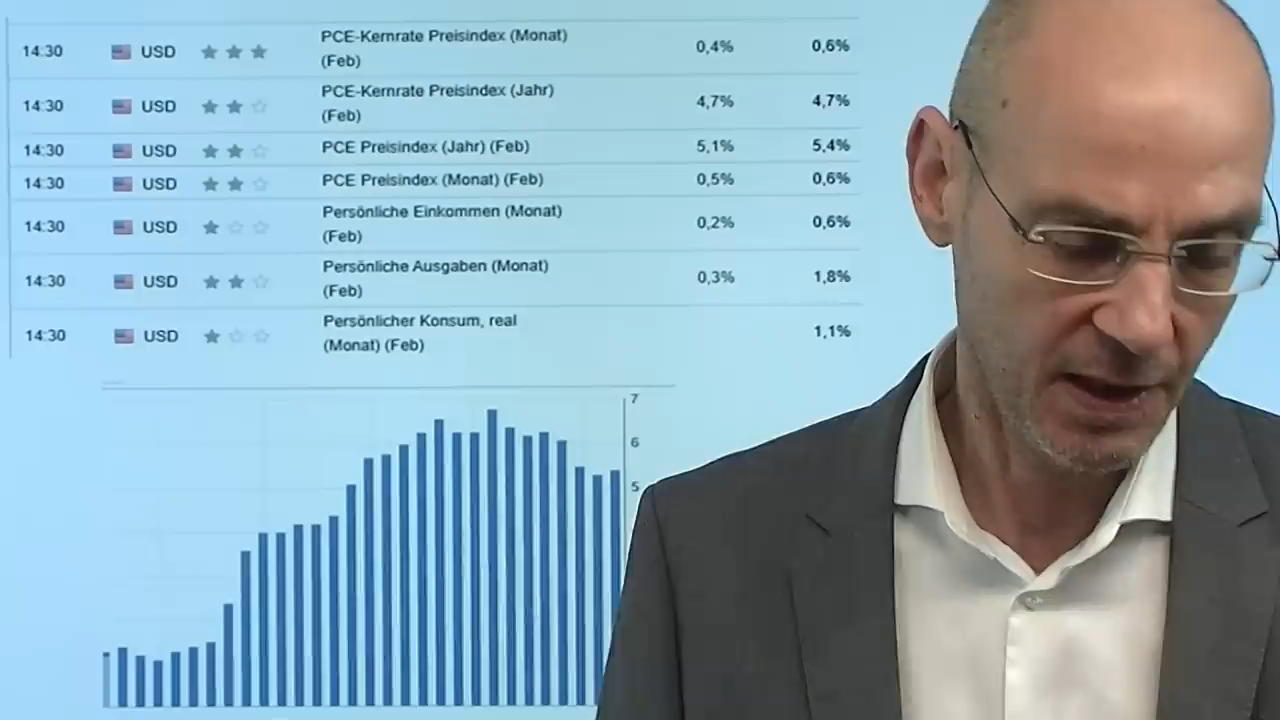 14:30 USD PCE-Kernrate Preisindex (Monat) 0,4% 0,6%
(Feb)
14:30 USD PCE-Kernrate Preisindex (Jahr) 4,7% 4,7%
(Feb)
14:30 USD PCE Preisindex (Jahr) (Feb) 5,1% 5,4%
14:30 USD PCE Preisindex (Monat) (Feb) 0,5% 0,6%
14:30 USD Persönliche Einkommen (Monat) 0,2% 0,6%
(Feb)
14:30 USD Persönliche Ausgaben (Monat) 0,3% 1,8%
(Feb)
14:30 USD Persönlicher Konsum, real 1,1%
(Monat) (Feb)
7
6
5